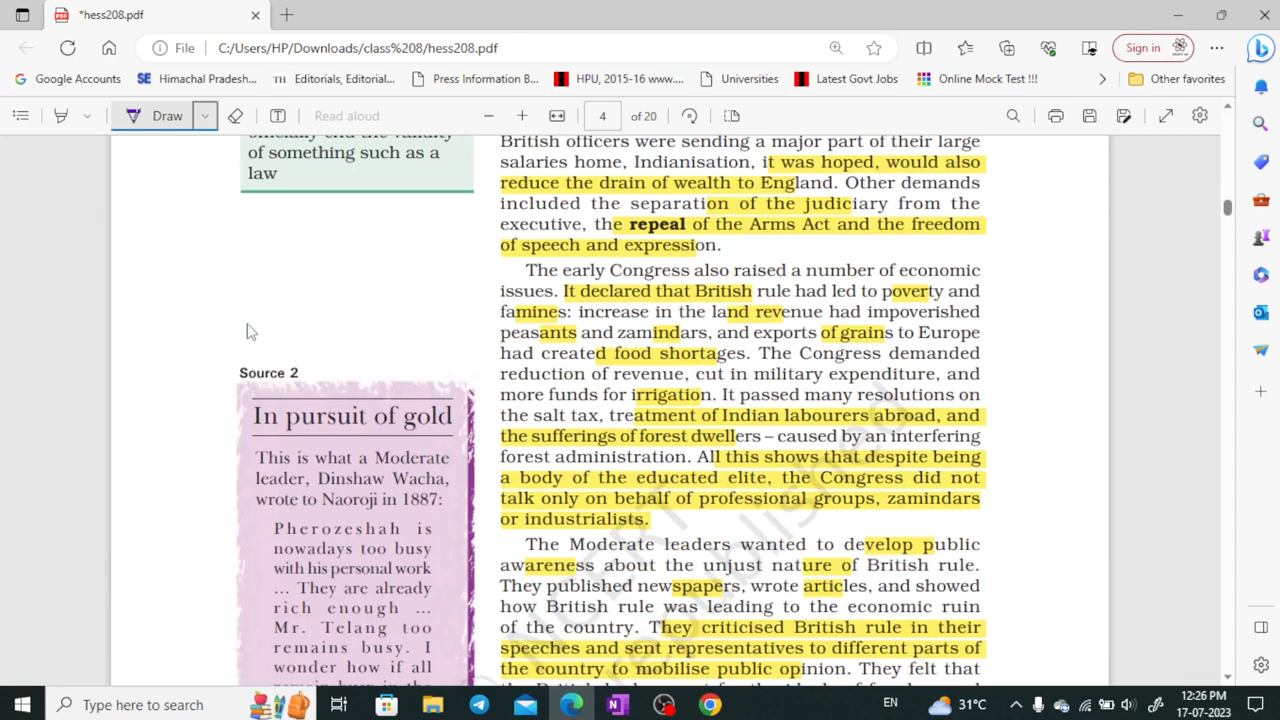 *hess208.pdf
File
C:/Users/HP/Downloads/class%208/hess208.pdf
Sign in
Google Accounts
SE Himachal Pradesh...
TH Editorials, Editorial...
Press Information B...
HPU, 2015-16 www....
Universities
Latest Govt Jobs
Online Mock Test !!!
Other favorites
Draw
Read aloud
4 of 20
of something such as a
law
British officers were sending a major part of their large
salaries home, Indianisation, it was hoped, would also
reduce the drain of wealth to England. Other demands
included the separation of the judiciary from the
executive, the repeal of the Arms Act and the freedom
of speech and expression.
The early Congress also raised a number of economic
issues. It declared that British rule had led to poverty and
famines: increase in the land revenue had impoverished
peasants and zamindars, and exports of grains to Europe
had created food shortages. The Congress demanded
reduction of revenue, cut in military expenditure, and
more funds for irrigation. It passed many resolutions on
the salt tax, treatment of Indian labourers abroad, and
the sufferings of forest dwellers – caused by an interfering
forest administration. All this shows that despite being
a body of the educated elite, the Congress did not
talk only on behalf of professional groups, zamindars
or industrialists.
The Moderate leaders wanted to develop public
awareness about the unjust nature of British rule.
They published newspapers, wrote articles, and showed
how British rule was leading to the economic ruin
of the country. They criticised British rule in their
speeches and sent representatives to different parts of
the country to mobilise public opinion. They felt that
Source 2
In pursuit of gold
This is what a Moderate
leader, Dinshaw Wacha,
wrote to Naoroji in 1887:
Pherozeshah is
nowadays too busy
with his personal work
... They are already
rich enough ...
Mr. Telang too
remains busy. I
wonder how if all
© NCERT
republished
Type here to search
EN
31°C
12:26 PM
17-07-2023